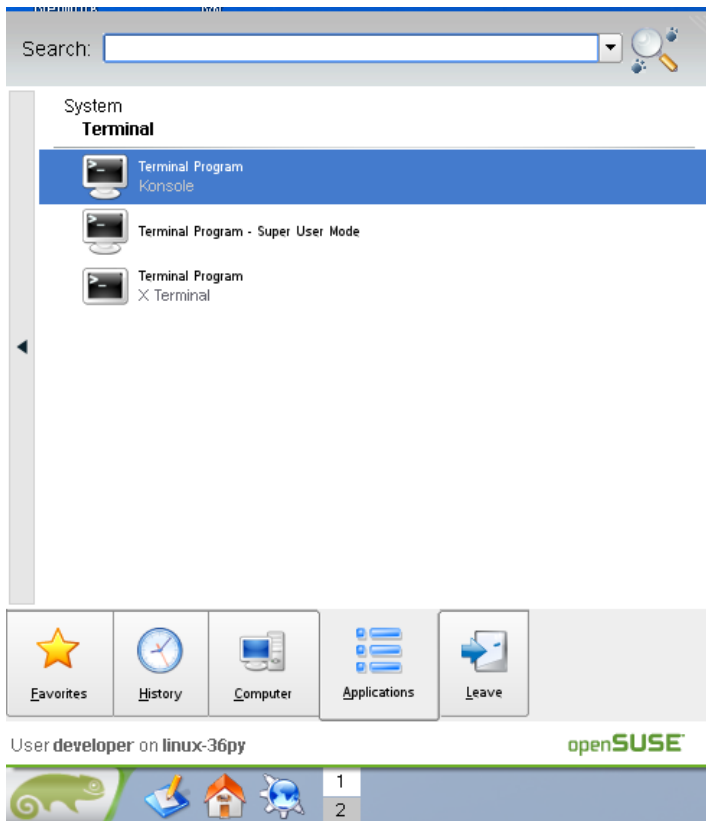 Search:
System
Terminal
Terminal Program
Konsole
Terminal Program - Super User Mode
Terminal Program
X Terminal
Favorites
History
Computer
Applications
Leave
User developer on linux-36py
openSUSE
1
2